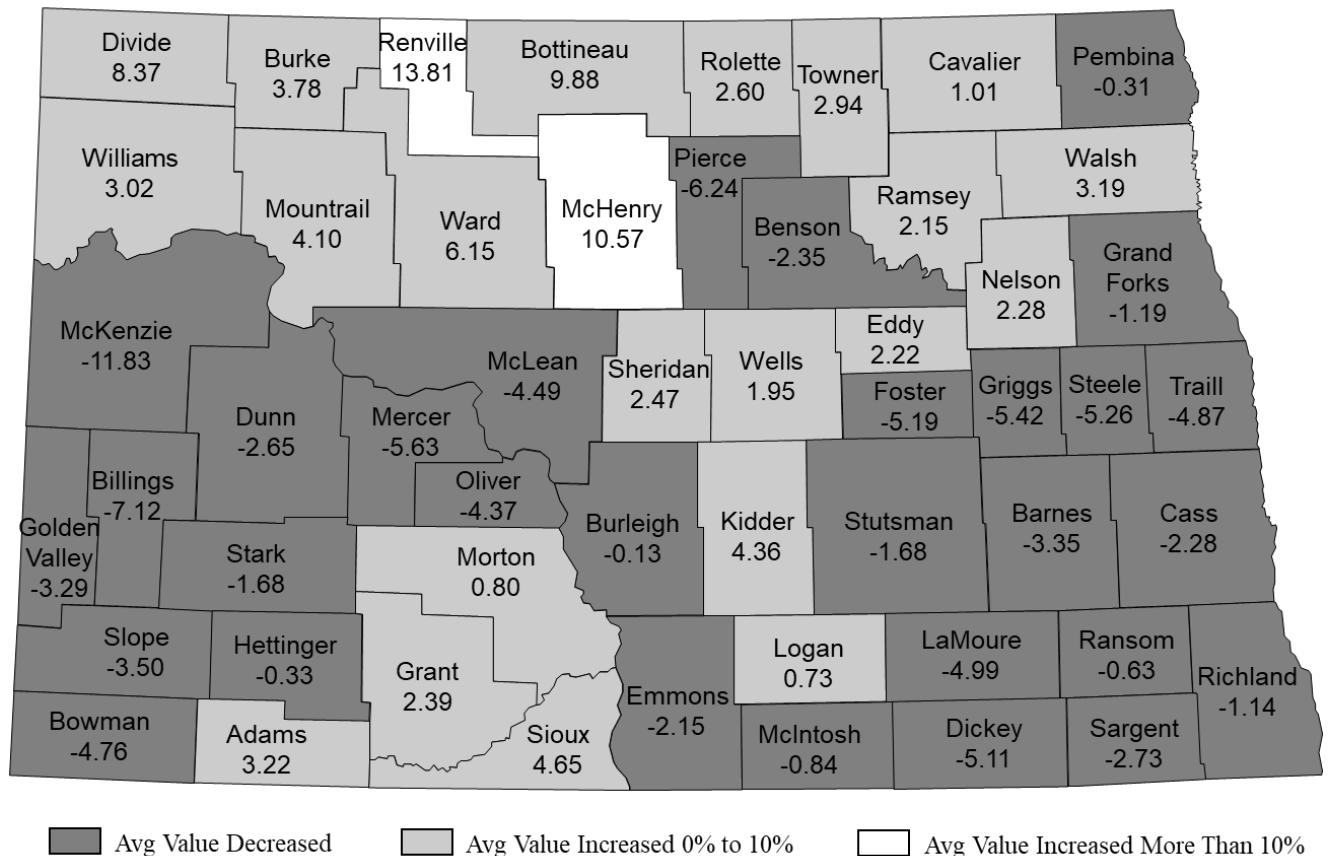 Divide
8.37
Burke
3.78
Renville
13.81
Bottineau
9.88
Rolette
2.60
Towner
2.94
Cavalier
1.01
Pembina
-0.31
Williams
3.02
Mountrail
4.10
Ward
6.15
McHenry
10.57
Pierce
-6.24
Benson
-2.35
Ramsey
2.15
Walsh
3.19
Nelson
2.28
Grand
Forks
-1.19
McKenzie
-11.83
Dunn
-2.65
Mercer
-5.63
McLean
-4.49
Sheridan
2.47
Wells
1.95
Eddy
2.22
Foster
-5.19
Griggs
-5.42
Steele
-5.26
Traill
-4.87
Golden
Valley
-3.29
Billings
-7.12
Stark
-1.68
Oliver
-4.37
Morton
0.80
Burleigh
-0.13
Kidder
4.36
Stutsman
-1.68
Barnes
-3.35
Cass
-2.28
Slope
-3.50
Hettinger
-0.33
Grant
2.39
Emmons
-2.15
Logan
0.73
LaMoure
-4.99
Ransom
-0.63
Richland
-1.14
Bowman
-4.76
Adams
3.22
Sioux
4.65
McIntosh
-0.84
Dickey
-5.11
Sargent
-2.73
Avg Value Decreased
Avg Value Increased 0% to 10%
Avg Value Increased More Than 10%